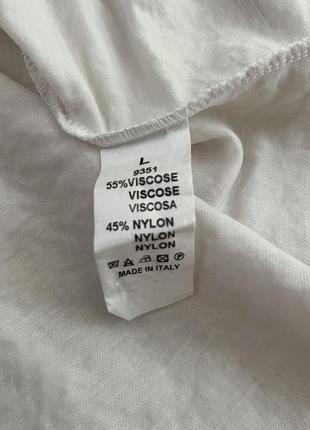 L
9351
55%VISCOSE
VISCOSE
VISCOSA
45% NYLON
NYLON
NYLON
MADE IN ITALY